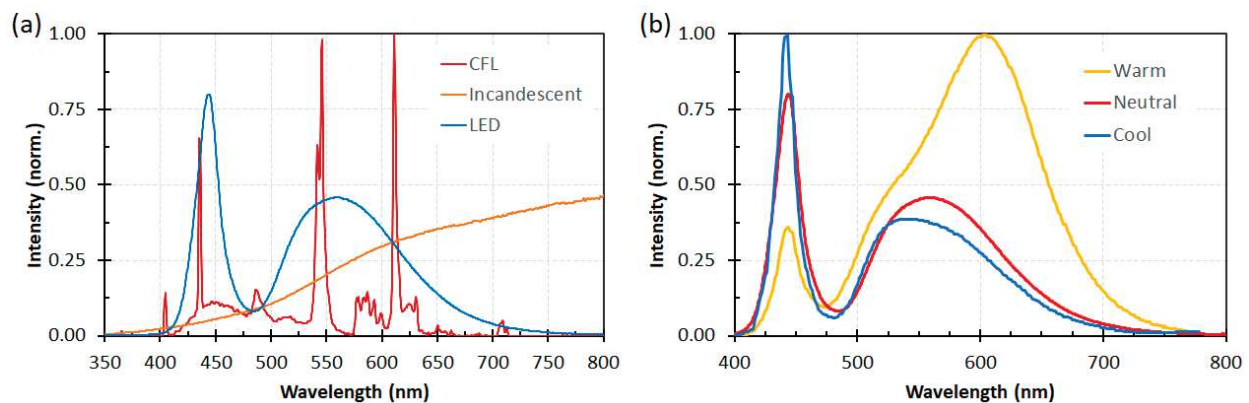 (a)
1.00
0.75
0.50
0.25
0.00
Intensity (norm.)
CFL
Incandescent
LED
350 400 450 500 550 600 650 700 750 800
Wavelength (nm)
(b)
1.00
0.75
0.50
0.25
0.00
Intensity (norm.)
Warm
Neutral
Cool
400 500 600 700 800
Wavelength (nm)